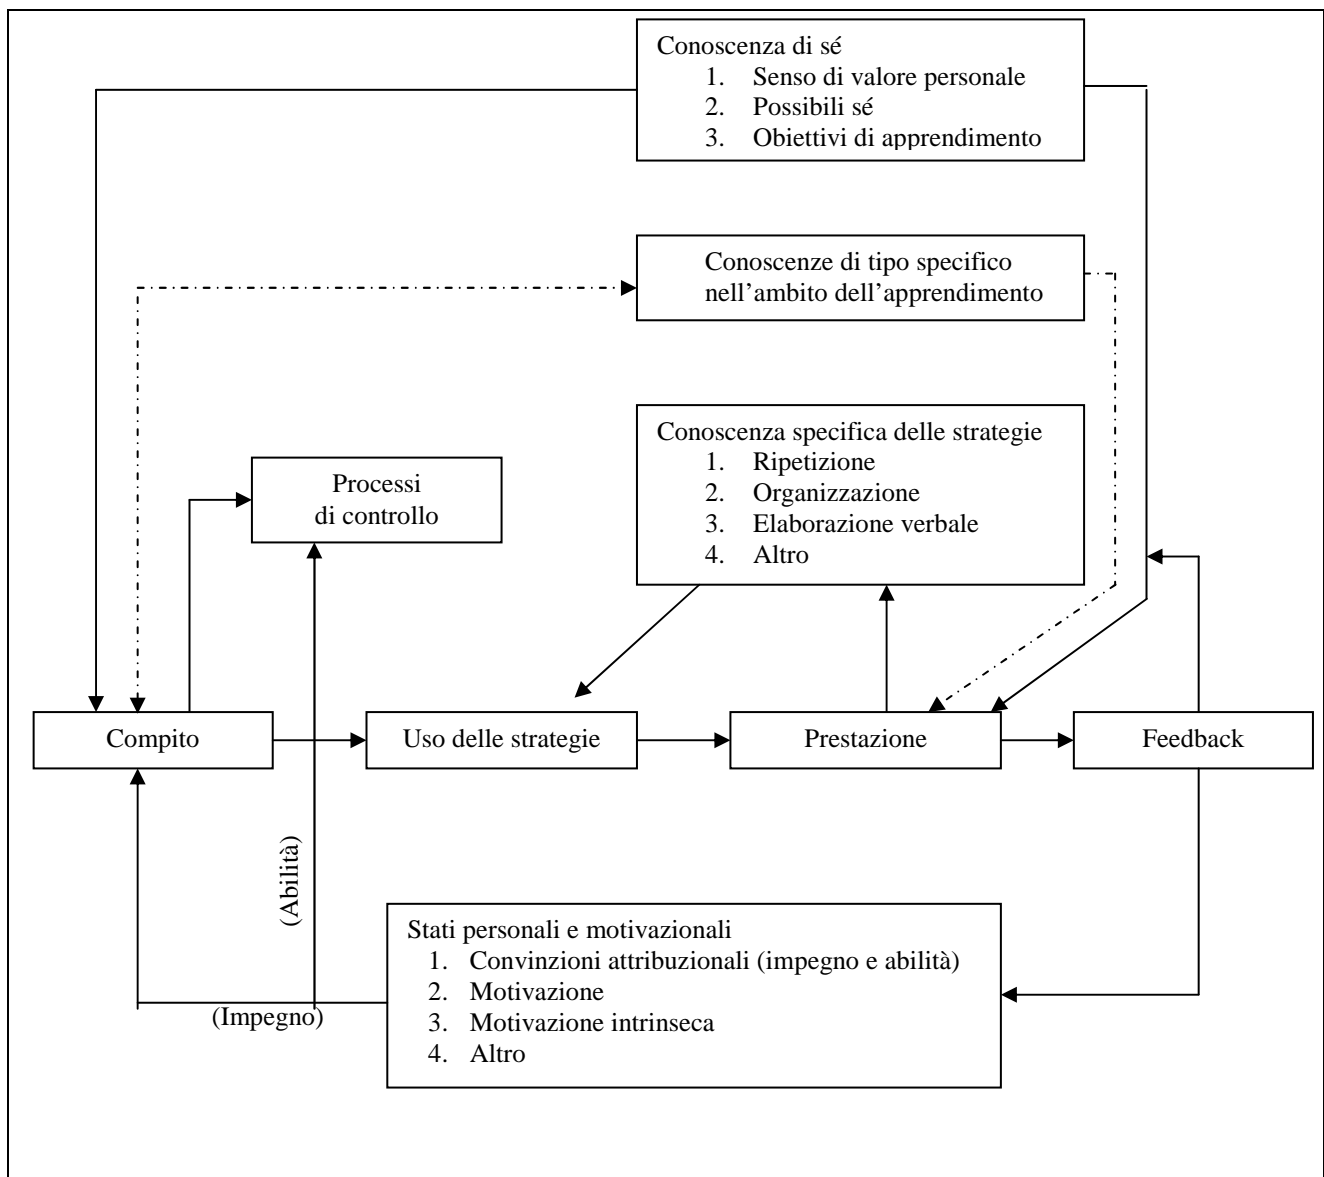 Conoscenza di sé
1. Senso di valore personale
2. Possibili sé
3. Obiettivi di apprendimento
Conoscenze di tipo specifico
nell’ambito dell’apprendimento
Conoscenza specifica delle strategie
1. Ripetizione
2. Organizzazione
3. Elaborazione verbale
4. Altro
Processi
di controllo
Compito
Uso delle strategie
Prestazione
Feedback
(Abilità)
Stati personali e motivazionali
1. Convinzioni attribuzionali (impegno e abilità)
2. Motivazione
3. Motivazione intrinseca
4. Altro
(Impegno)